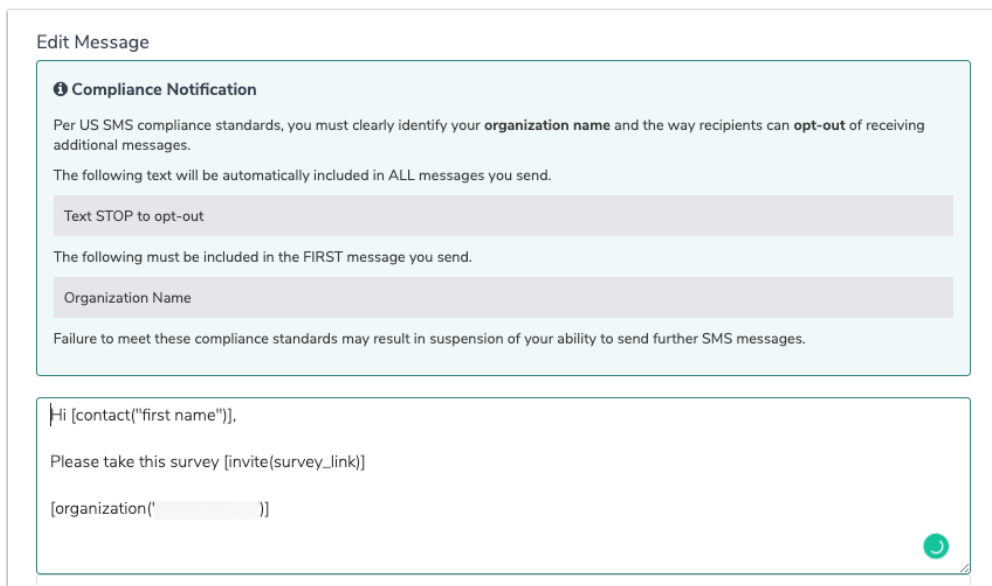 Edit Message
Compliance Notification
Per US SMS compliance standards, you must clearly identify your organization name and the way recipients can opt-out of receiving
additional messages.
The following text will be automatically included in ALL messages you send.
Text STOP to opt-out
The following must be included in the FIRST message you send.
Organization Name
Failure to meet these compliance standards may result in suspension of your ability to send further SMS messages.
Hi [contact("first name")],
Please take this survey [invite(survey_link)]
[organization(' )]